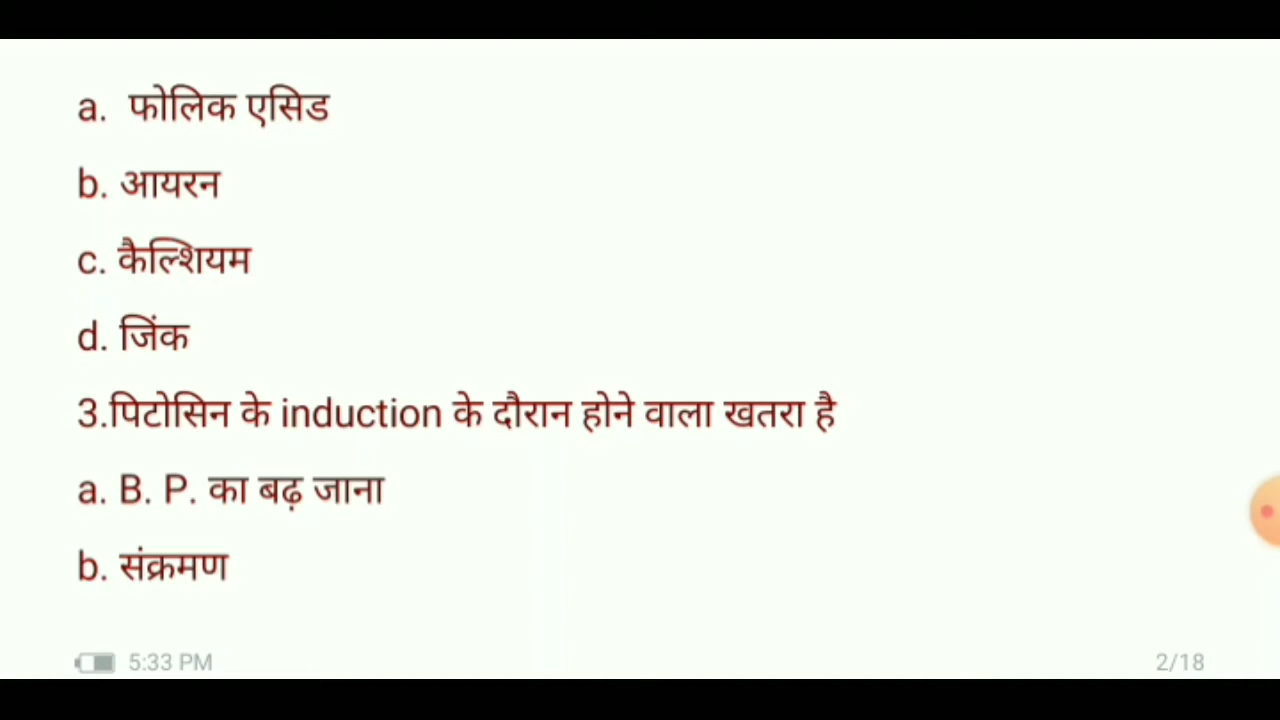 a. फोलिक एसिड
b. आयरन
c. कैल्शियम
d. जिंक
3.पिटोसिन के induction के दौरान होने वाला खतरा है
a. B. P. का बढ़ जाना
b. संक्रमण
5:33 PM 2/18